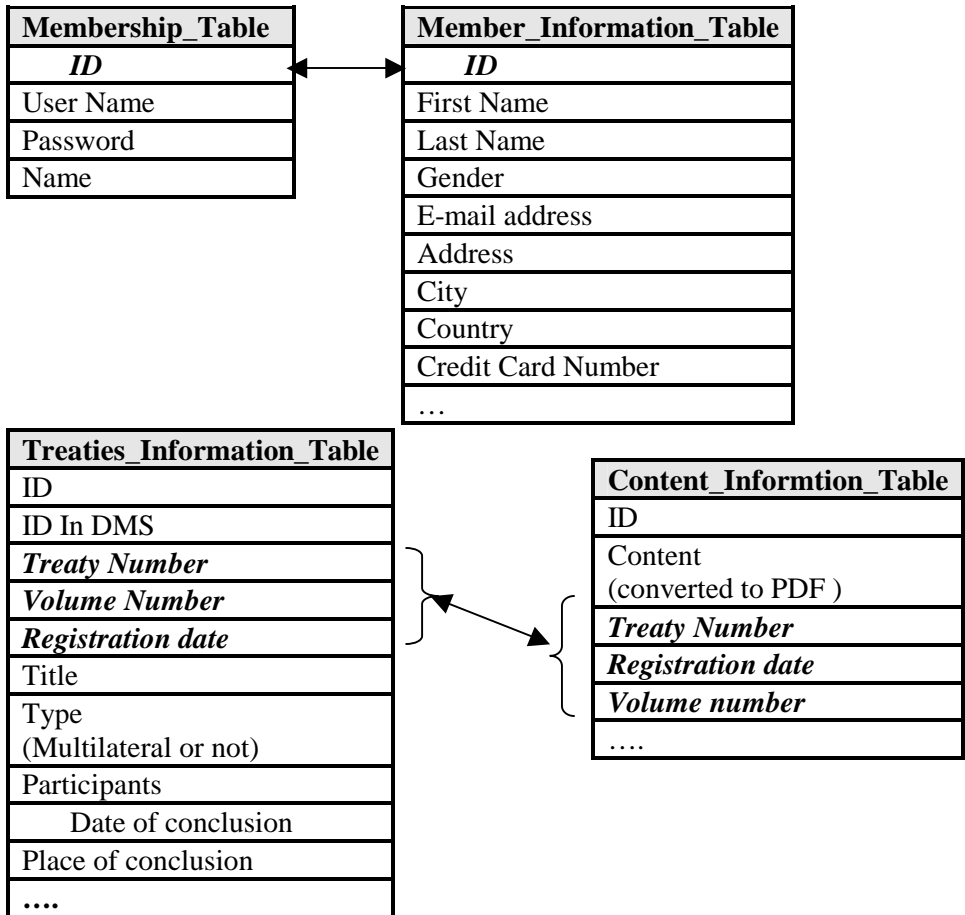 Membership_Table
ID
User Name
Password
Name
Member_Information_Table
ID
First Name
Last Name
Gender
E-mail address
Address
City
Country
Credit Card Number
…
Treaties_Information_Table
ID
ID In DMS
Treaty Number
Volume Number
Registration date
Title
Type
(Multilateral or not)
Participants
Date of conclusion
Place of conclusion
….
Content_Informtion_Table
ID
Content
(converted to PDF )
Treaty Number
Registration date
Volume number
….